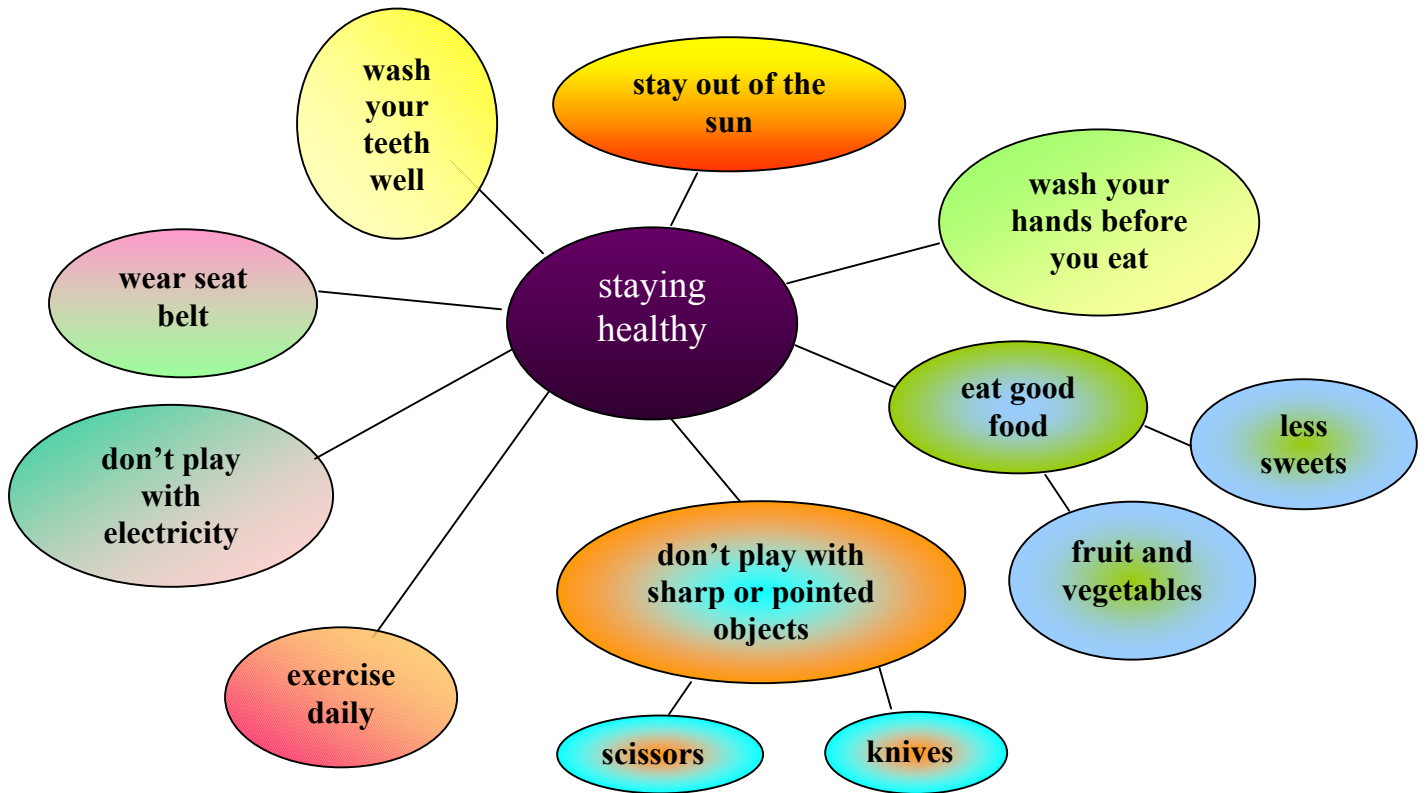 wash
your
teeth
well
stay out of the
sun
wash your
hands before
you eat
wear seat
belt
staying
healthy
eat good
food
less
sweets
don’t play
with
electricity
don’t play with
sharp or pointed
objects
fruit and
vegetables
exercise
daily
scissors
knives